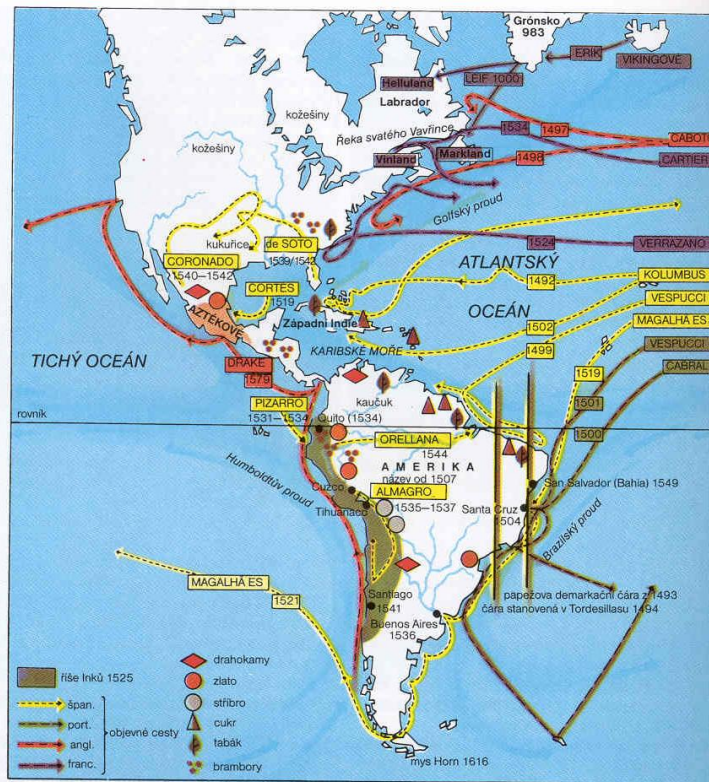 Grónsko
983
ERIK
VIKINGOVÉ
Helluland
LEIF 1000
Labrador
kožešiny
kožešiny
Řeka svatého Vavřince
1534
1497
CABOTO
Vinland
Markland
1498
CARTIER
Golfský proud
kukuřice
de SOTO
1539/1542
1524
VERRAZANO
CORONADO
1540–1542
ATLANTSKÝ
OCEÁN
1492
KOLUMBUS
CORTÉS
1519
VESPUCCI
AZTÉKOVÉ
Západní Indie
1502
MAGALHÃES
TICHÝ OCEÁN
KARIBSKÉ MOŘE
1499
VESPUCCI
DRAKE
1579
1519
CABRAL
PIZARRO
1531–1534
kaučuk
1501
rovník
Quito (1534)
1500
ORELLANA
1544
AMERIKA
název od 1507
Humboldtův proud
Cuzco
ALMAGRO
1535–1537
San Salvador (Bahia) 1549
Tihuanaco
Santa Cruz
1504
Brazilský proud
MAGALHÃES
1521
papežova demarkační čára z 1493
čára stanovená v Tordesillasu 1494
Santiago
1541
Buenos Aires
1536
říše Inků 1525
špan.
port.
angl.
franc.
objevné cesty
drahokamy
zlato
stříbro
cukr
tabák
brambory
mys Horn 1616